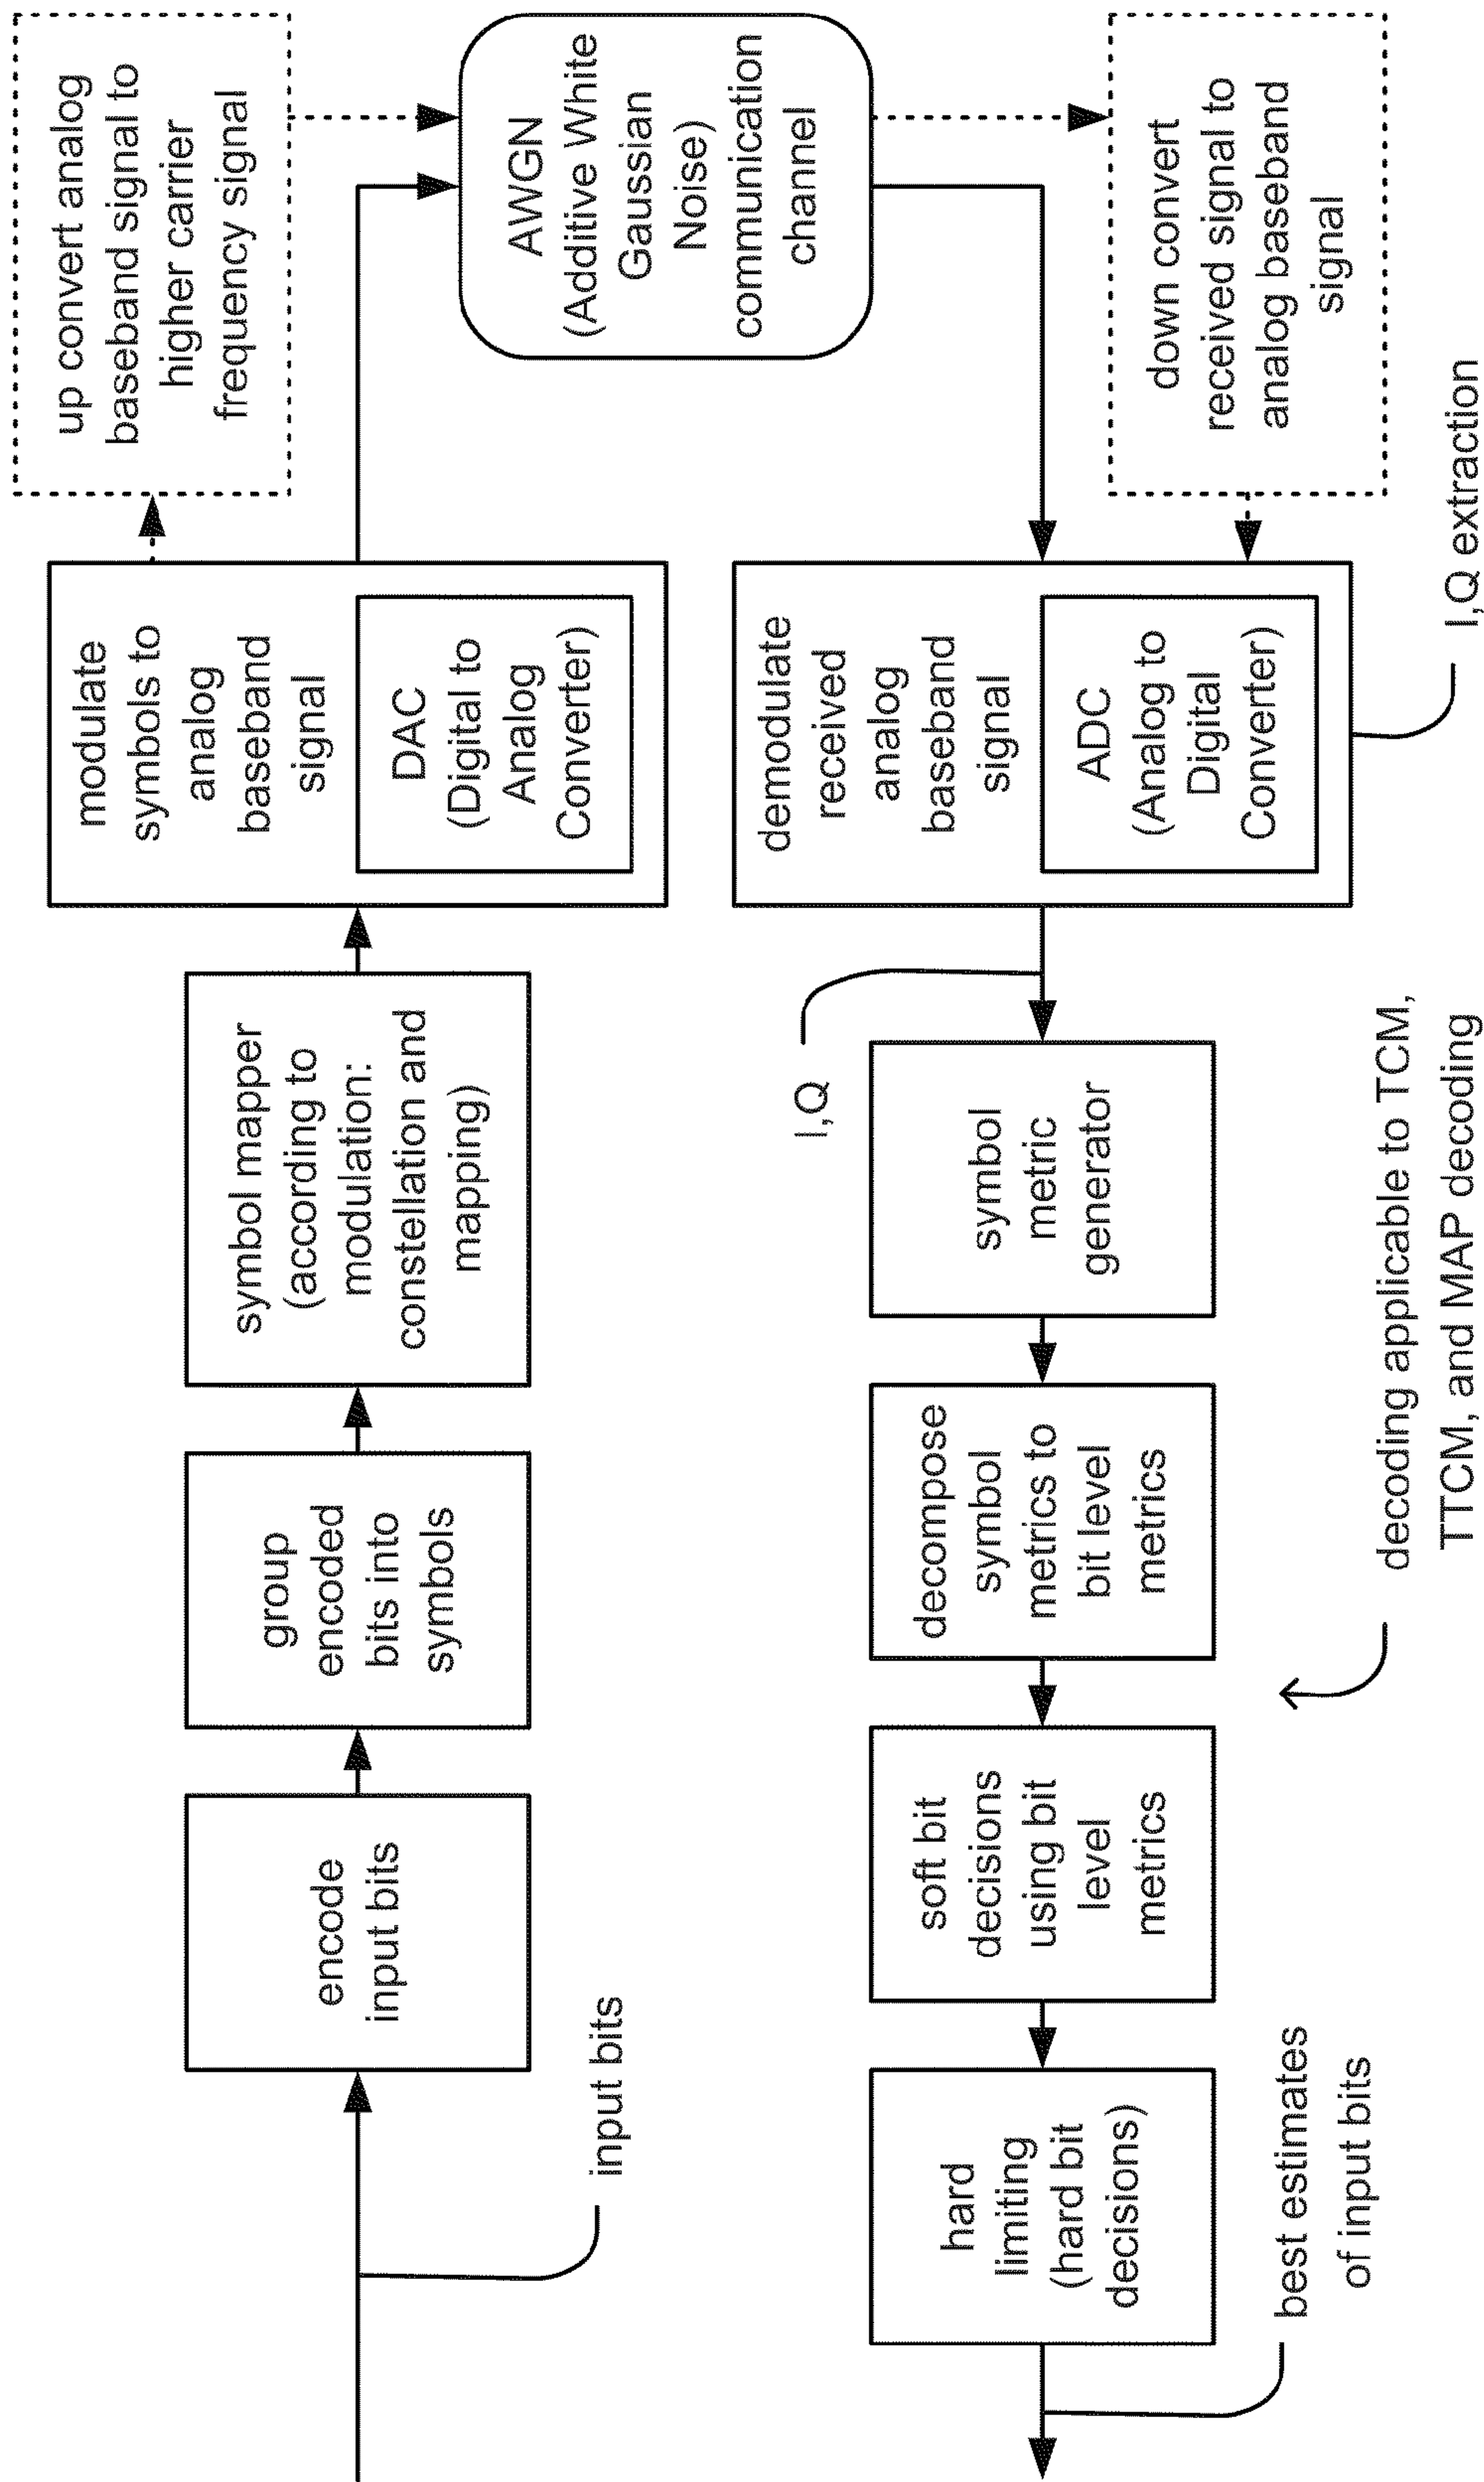 input bits
encode
input bits
group
encoded
bits into
symbols
symbol mapper
(according to
modulation:
constellation and
mapping)
modulate
symbols to
analog
baseband
signal
DAC
(Digital to
Analog
Converter)
up convert analog
baseband signal to
higher carrier
frequency signal
AWGN
(Additive White
Gaussian
Noise)
communication
channel
down convert
received signal to
analog baseband
signal
demodulate
received
analog
baseband
signal
ADC
(Analog to
Digital
Converter)
I,Q extraction
I,Q
symbol
metric
generator
decompose
symbol
metrics to
bit level
metrics
soft bit
decisions
using bit
level
metrics
hard
limiting
(hard bit
decisions)
best estimates
of input bits
decoding applicable to TCM,
TTCM, and MAP decoding